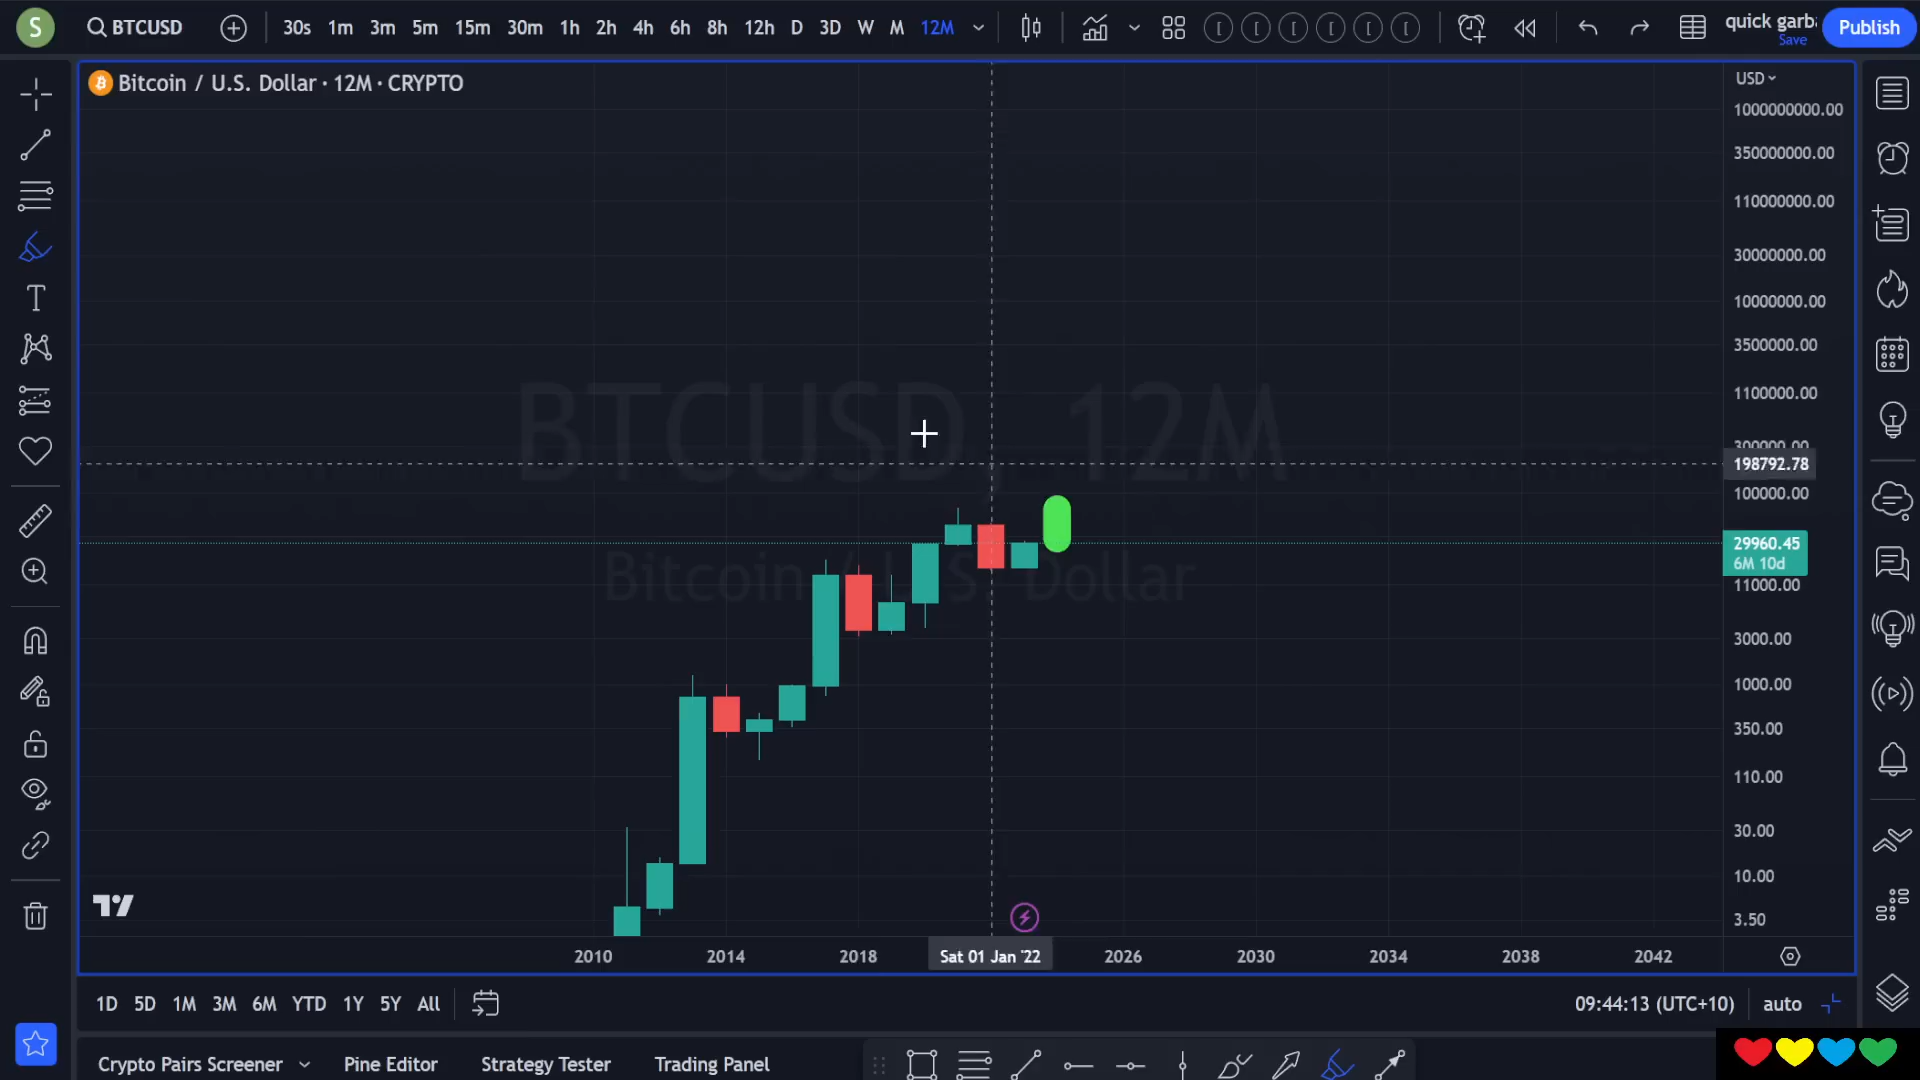 S
BTCUSD
30s 1m 3m 5m 15m 30m 1h 2h 4h 6h 8h 12h D 3D W M 12M
quick garb
Save
Publish
Bitcoin / U.S. Dollar · 12M · CRYPTO
USD
1000000000.00
350000000.00
110000000.00
30000000.00
10000000.00
3500000.00
1100000.00
300000.00
198792.78
100000.00
29960.45
6M 10d
11000.00
3000.00
1000.00
350.00
110.00
30.00
10.00
3.50
BTCUSD, 12M
Bitcoin / U.S. Dollar
2010 2014 2018 Sat 01 Jan '22 2026 2030 2034 2038 2042
1D 5D 1M 3M 6M YTD 1Y 5Y All
09:44:13 (UTC+10) auto
Crypto Pairs Screener Pine Editor Strategy Tester Trading Panel